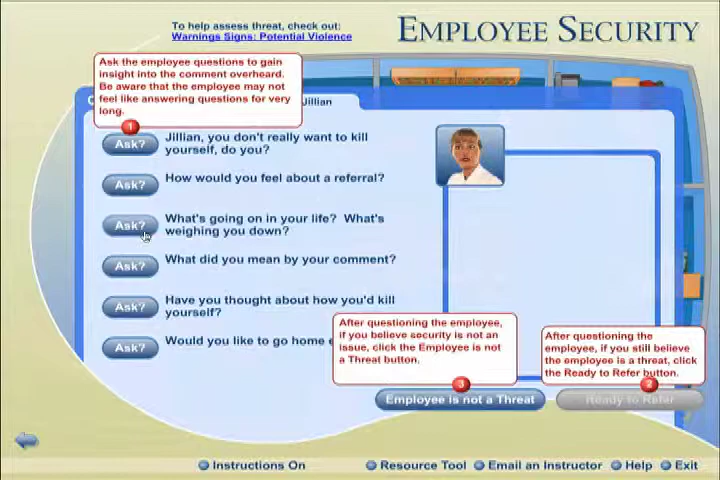 To help assess threat, check out:
Warnings Signs: Potential Violence
EMPLOYEE SECURITY
Ask the employee questions to gain
insight into the comment overheard.
Be aware that the employee may not
feel like answering questions for very
long.
Jillian
1
Ask?
Jillian, you don't really want to kill
yourself, do you?
Ask?
How would you feel about a referral?
Ask?
What's going on in your life? What's
weighing you down?
Ask?
What did you mean by your comment?
Ask?
Have you thought about how you'd kill
yourself?
Ask?
Would you like to go home
After questioning the employee,
if you believe security is not an
issue, click the Employee is not
a Threat button.
3
Employee is not a Threat
After questioning the
employee, if you still believe
the employee is a threat, click
the Ready to Refer button.
2
Ready to Refer
Instructions On
Resource Tool
Email an Instructor
Help
Exit